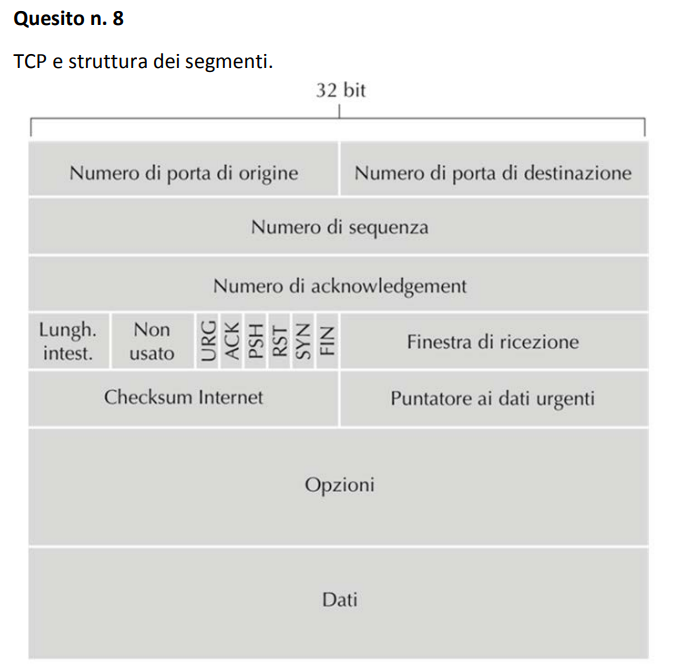 Quesito n. 8
TCP e struttura dei segmenti.
32 bit
Numero di porta di origine
Numero di porta di destinazione
Numero di sequenza
Numero di acknowledgement
Lungh.
intest.
Non
usato
URG
ACK
PSH
RST
SYN
FIN
Finestra di ricezione
Checksum Internet
Puntatore ai dati urgenti
Opzioni
Dati